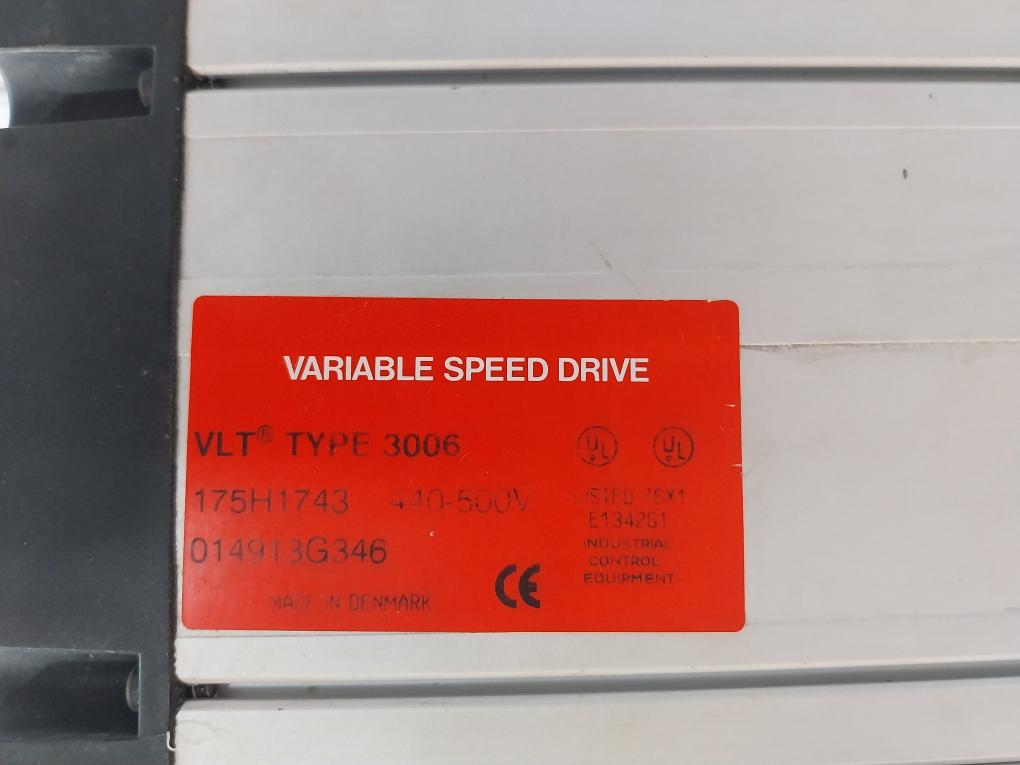 VARIABLE SPEED DRIVE
VLT® TYPE 3006
175H1743 440-500V
014913G346
MADE IN DENMARK
CE
UL UL
LISTED 76X1
E134261
INDUSTRIAL
CONTROL
EQUIPMENT